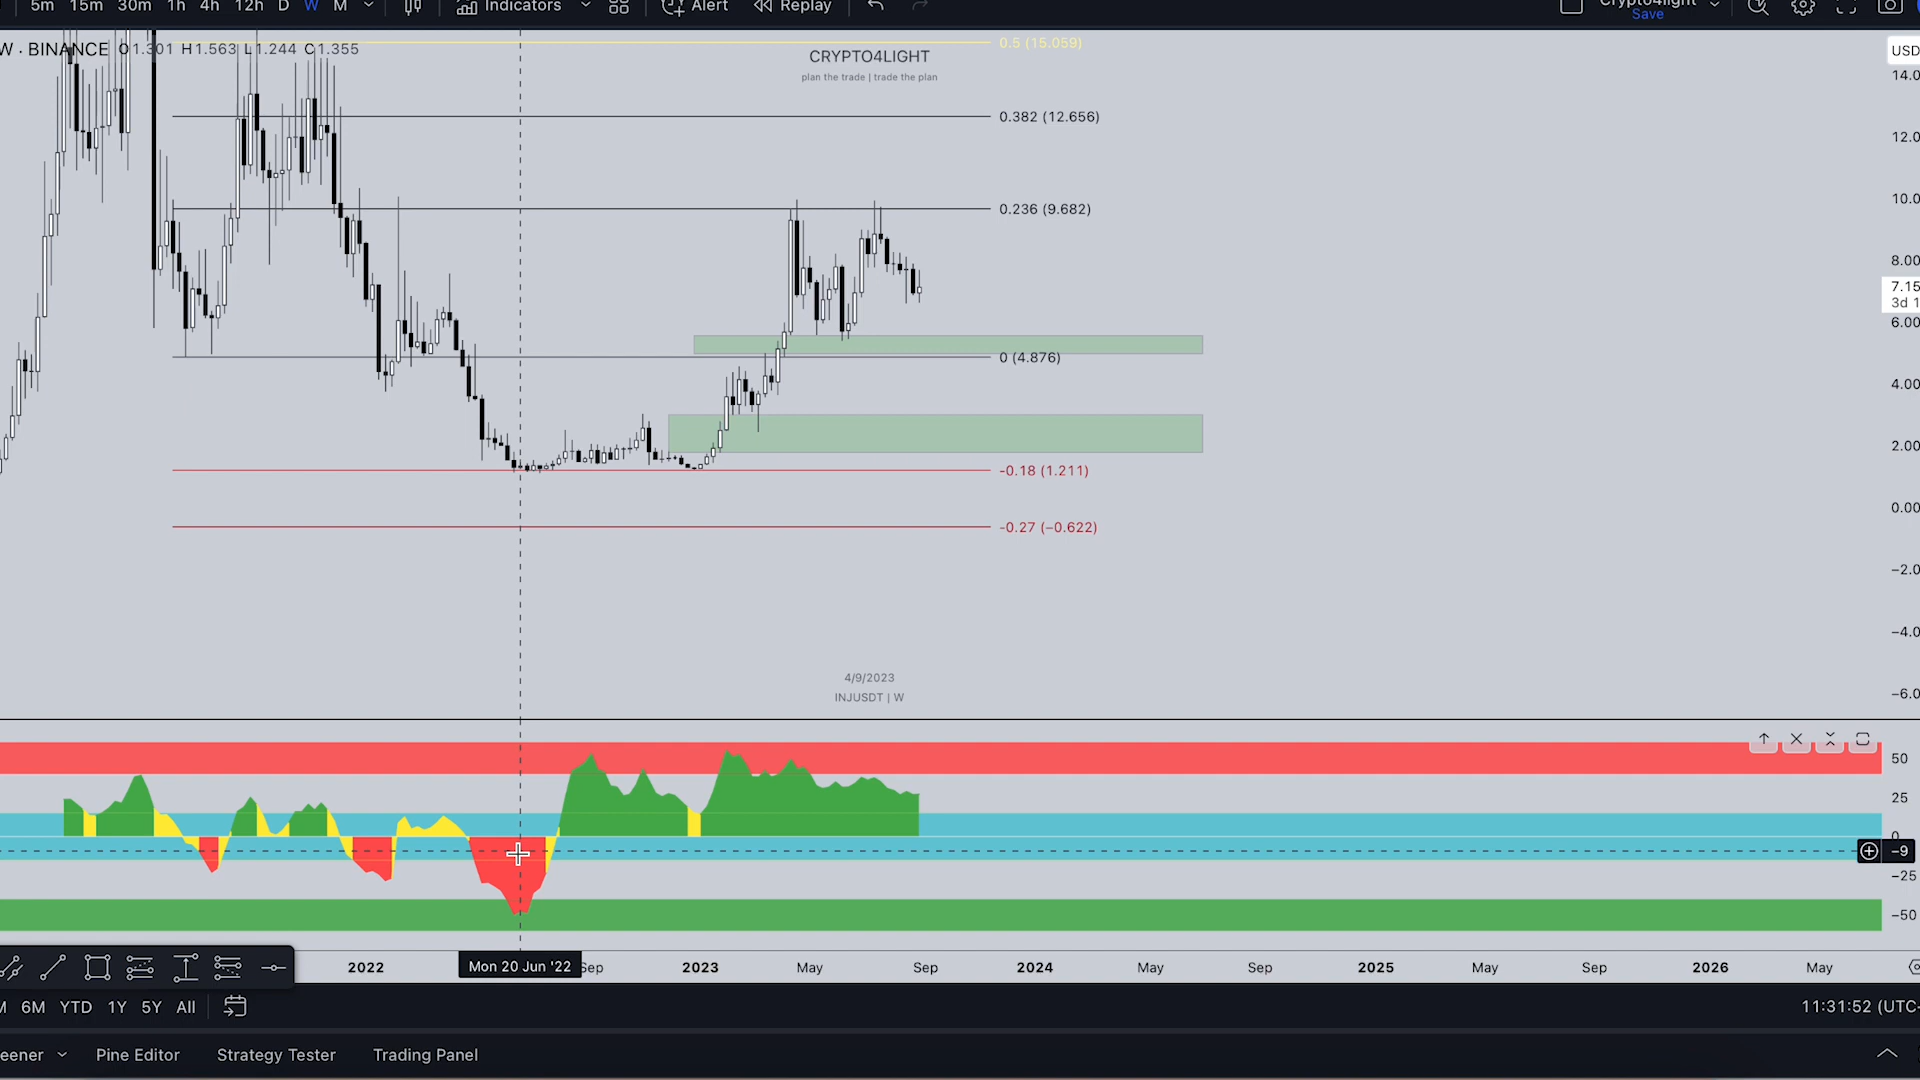 5m 15m 30m 1h 4h 12h D W M Indicators Alert Replay
Crypto4light
Save
W · BINANCE O1.301 H1.563 L1.244 C1.355
0.5 (15.059)
CRYPTO4LIGHT
plan the trade | trade the plan
USD
14.0
0.382 (12.656)
12.0
10.0
0.236 (9.682)
8.00
7.15
3d 1
6.00
0 (4.876)
4.00
2.00
-0.18 (1.211)
0.00
-0.27 (−0.622)
−2.0
−4.0
4/9/2023
INJUSDT | W
−6.0
50
25
0
−9
−25
−50
2022 Mon 20 Jun '22 Sep 2023 May Sep 2024 May Sep 2025 May Sep 2026 May
M 6M YTD 1Y 5Y All
11:31:52 (UTC-
eener Pine Editor Strategy Tester Trading Panel